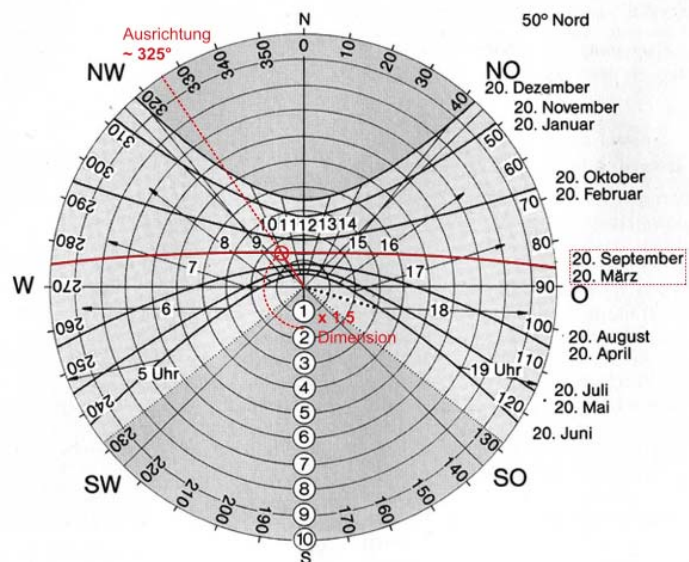 50° Nord
Ausrichtung
~ 325°
N
350
0
10
20
30
40
50
60
70
80
90
100
110
120
130
140
150
160
170
190
200
210
220
230
240
250
260
270
280
290
300
310
320
330
340
NW
NO
W
O
SW
SO
S
20. Dezember
20. November
20. Januar
20. Oktober
20. Februar
20. September
20. März
20. August
20. April
20. Juli
20. Mai
20. Juni
5 Uhr
6
7
8
9
10 11 12 13 14
15
16
17
18
19 Uhr
1
x 1.5
2
Dimension
3
4
5
6
7
8
9
10